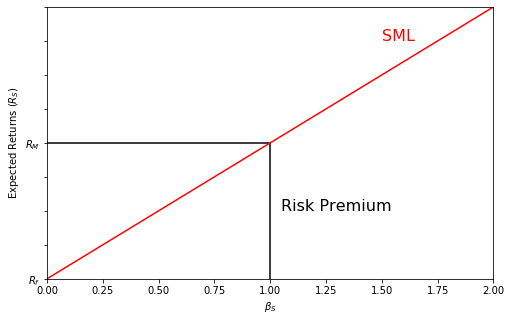 SML
Expected Returns (R_S)
R_M
Risk Premium
R_f
0.00 0.25 0.50 0.75 1.00 1.25 1.50 1.75 2.00
β_S